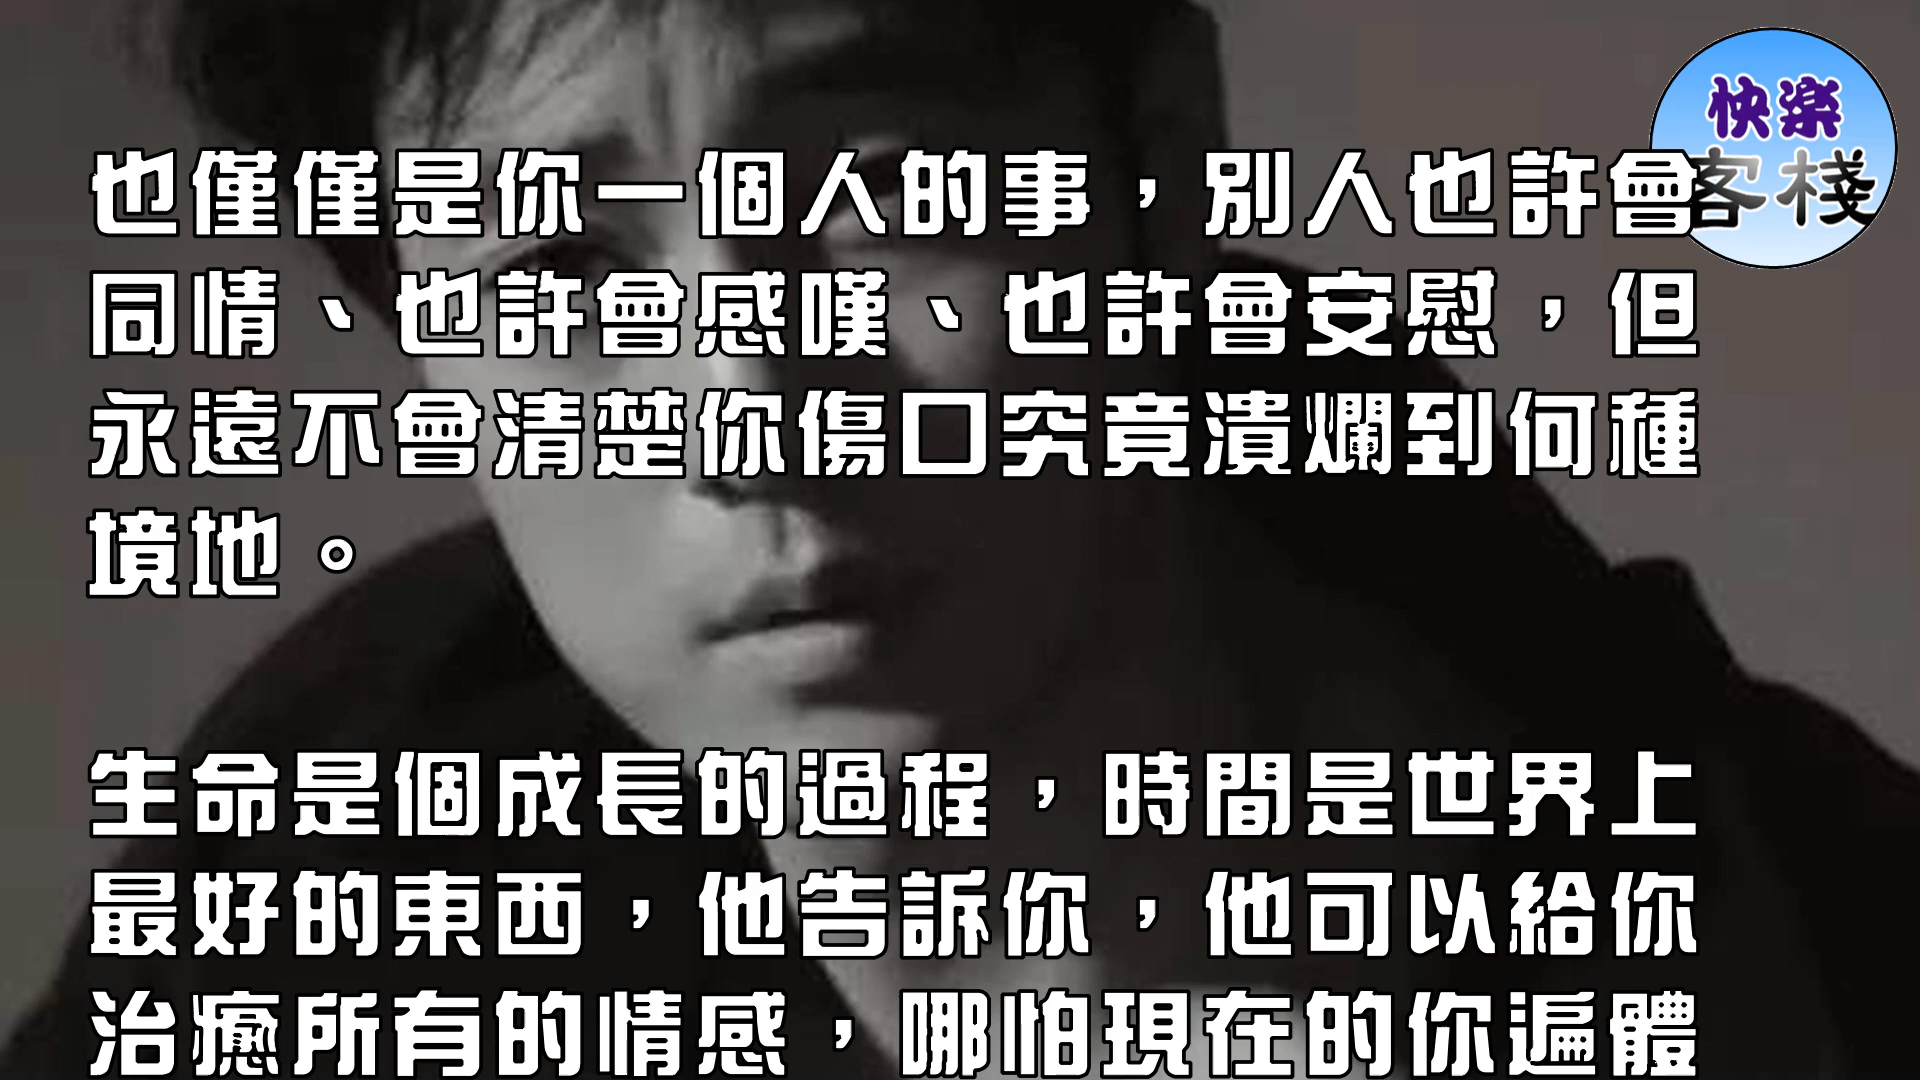 快樂
客棧
也僅僅是你一個人的事，別人也許會
同情、也許會感嘆、也許會安慰，但
永遠不會清楚你傷口究竟潰爛到何種
境地。
生命是個成長的過程，時間是世界上
最好的東西，他告訴你，他可以給你
治癒所有的情感，哪怕現在的你遍體